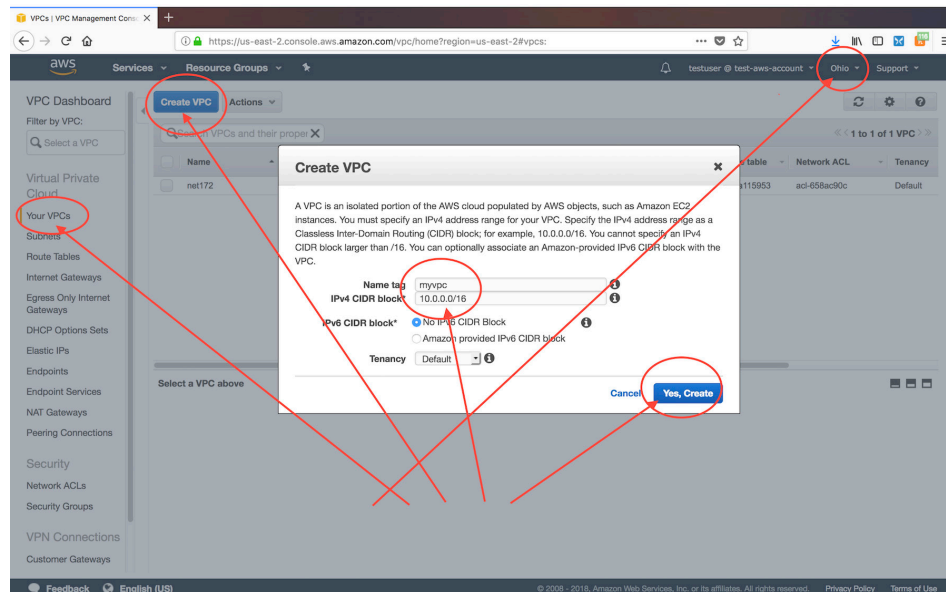 VPCs | VPC Management Cons
https://us-east-2.console.aws.amazon.com/vpc/home?region=us-east-2#vpcs:
aws Services Resource Groups testuser @ test-aws-account Ohio Support
VPC Dashboard
Filter by VPC:
Select a VPC
Virtual Private
Cloud
Your VPCs
Subnets
Route Tables
Internet Gateways
Egress Only Internet
Gateways
DHCP Options Sets
Elastic IPs
Endpoints
Endpoint Services
NAT Gateways
Peering Connections
Security
Network ACLs
Security Groups
VPN Connections
Customer Gateways
Create VPC Actions
Search VPCs and their proper 1 to 1 of 1 VPC
Name table Network ACL Tenancy
net172 115953 acl-658ac90c Default
Create VPC
A VPC is an isolated portion of the AWS cloud populated by AWS objects, such as Amazon EC2
instances. You must specify an IPv4 address range for your VPC. Specify the IPv4 address range as a
Classless Inter-Domain Routing (CIDR) block; for example, 10.0.0.0/16. You cannot specify an IPv4
CIDR block larger than /16. You can optionally associate an Amazon-provided IPv6 CIDR block with the
VPC.
Name tag myvpc
IPv4 CIDR block* 10.0.0.0/16
IPv6 CIDR block* No IPv6 CIDR Block
Amazon provided IPv6 CIDR block
Tenancy Default
Cancel Yes, Create
Select a VPC above
Feedback English (US) © 2008 - 2018, Amazon Web Services, Inc. or its affiliates. All rights reserved. Privacy Policy Terms of Use